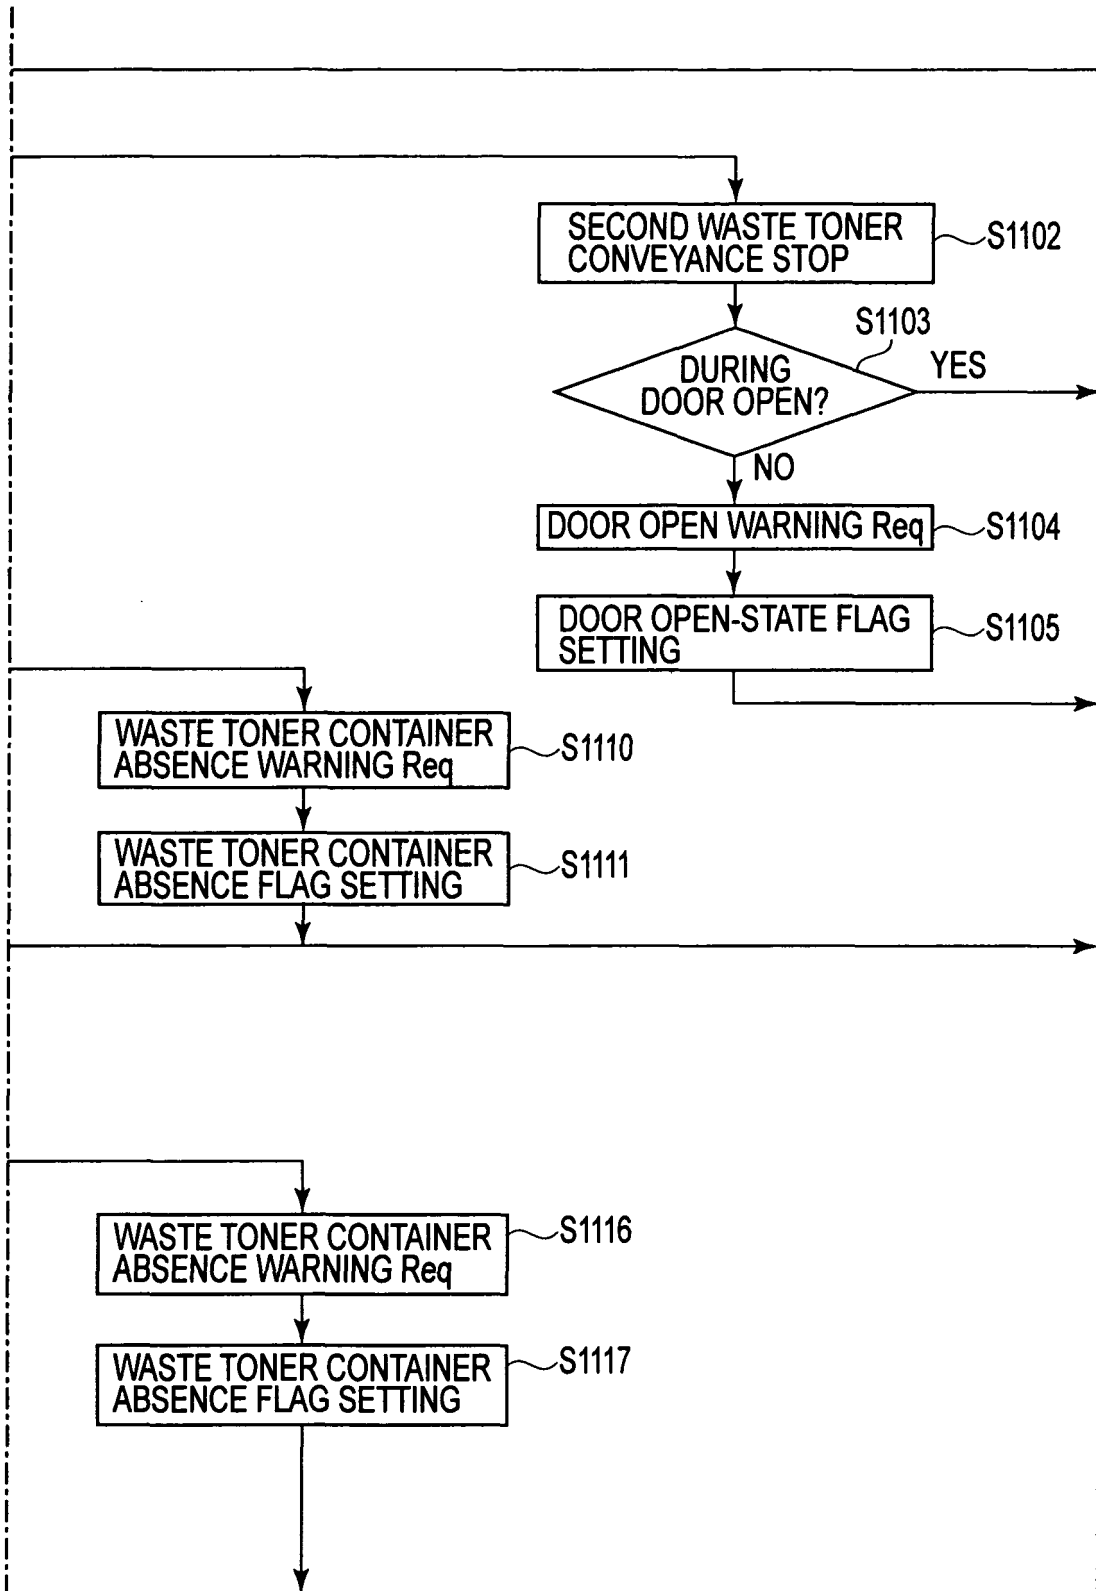 SECOND WASTE TONER
CONVEYANCE STOP
S1102
S1103
DURING
DOOR OPEN?
YES
NO
DOOR OPEN WARNING Req
S1104
DOOR OPEN-STATE FLAG
SETTING
S1105
WASTE TONER CONTAINER
ABSENCE WARNING Req
S1110
WASTE TONER CONTAINER
ABSENCE FLAG SETTING
S1111
WASTE TONER CONTAINER
ABSENCE WARNING Req
S1116
WASTE TONER CONTAINER
ABSENCE FLAG SETTING
S1117